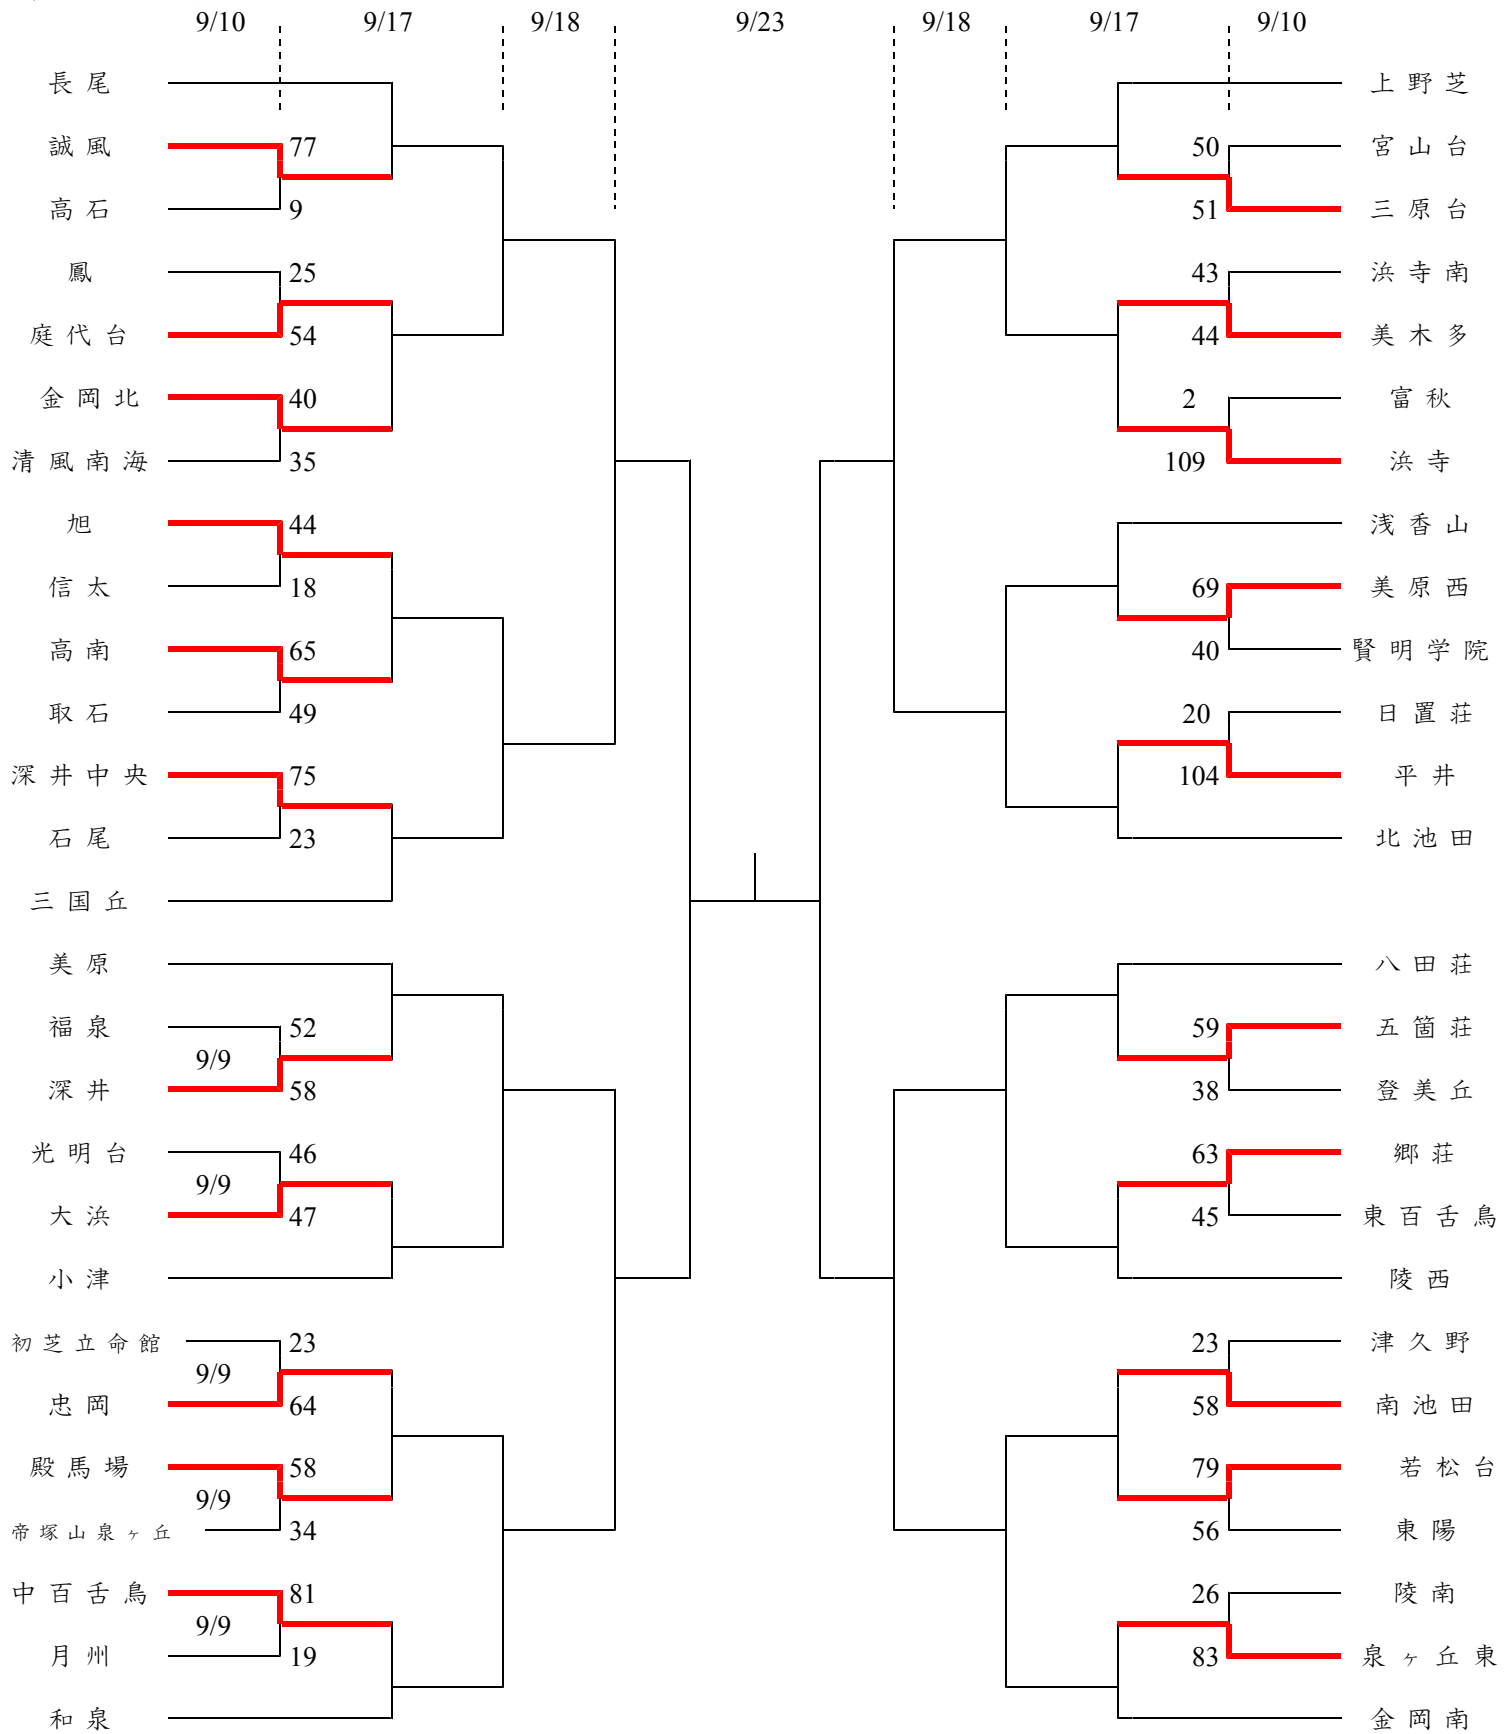 9/10 9/17 9/18 9/23 9/18 9/17 9/10
長尾
誠風 77
高石 9
鳳 25
庭代台 54
金岡北 40
清風南海 35
旭 44
信太 18
高南 65
取石 49
深井中央 75
石尾 23
三国丘
美原
福泉 52
9/9
深井 58
光明台 46
9/9
大浜 47
小津
初芝立命館 23
9/9
忠岡 64
殿馬場 58
9/9
帝塚山泉ヶ丘 34
中百舌鳥 81
9/9
月州 19
和泉
上野芝
50 宮山台
51 三原台
43 浜寺南
44 美木多
2 富秋
109 浜寺
浅香山
69 美原西
40 賢明学院
20 日置荘
104 平井
北池田
八田荘
59 五箇荘
38 登美丘
63 郷荘
45 東百舌鳥
陵西
23 津久野
58 南池田
79 若松台
56 東陽
26 陵南
83 泉ヶ丘東
金岡南